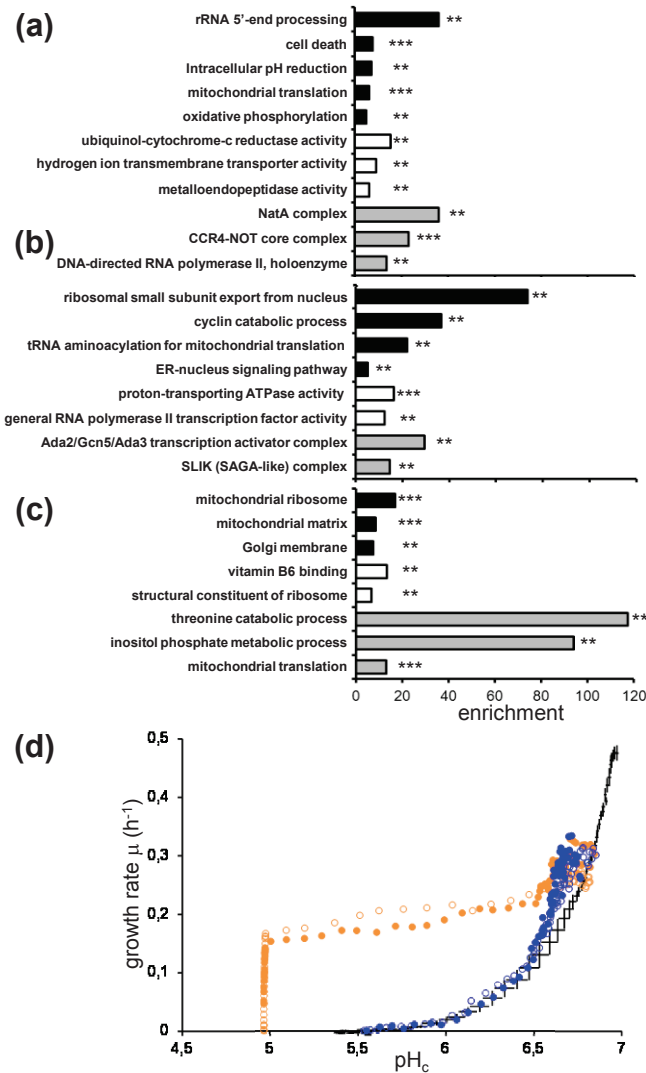 (a)
rRNA 5’-end processing **
cell death ***
Intracellular pH reduction **
mitochondrial translation ***
oxidative phosphorylation **
ubiquinol-cytochrome-c reductase activity **
hydrogen ion transmembrane transporter activity **
metalloendopeptidase activity **
NatA complex **
(b)
CCR4-NOT core complex ***
DNA-directed RNA polymerase II, holoenzyme **
ribosomal small subunit export from nucleus **
cyclin catabolic process **
tRNA aminoacylation for mitochondrial translation **
ER-nucleus signaling pathway **
proton-transporting ATPase activity ***
general RNA polymerase II transcription factor activity **
Ada2/Gcn5/Ada3 transcription activator complex **
SLIK (SAGA-like) complex **
(c)
mitochondrial ribosome ***
mitochondrial matrix ***
Golgi membrane **
vitamin B6 binding **
structural constituent of ribosome **
threonine catabolic process **
inositol phosphate metabolic process **
mitochondrial translation ***
0 20 40 60 80 100 120
enrichment
(d)
growth rate μ (h-1)
0,5
0,4
0,3
0,2
0,1
0
4,5 5 5,5 6 6,5 7
pHc